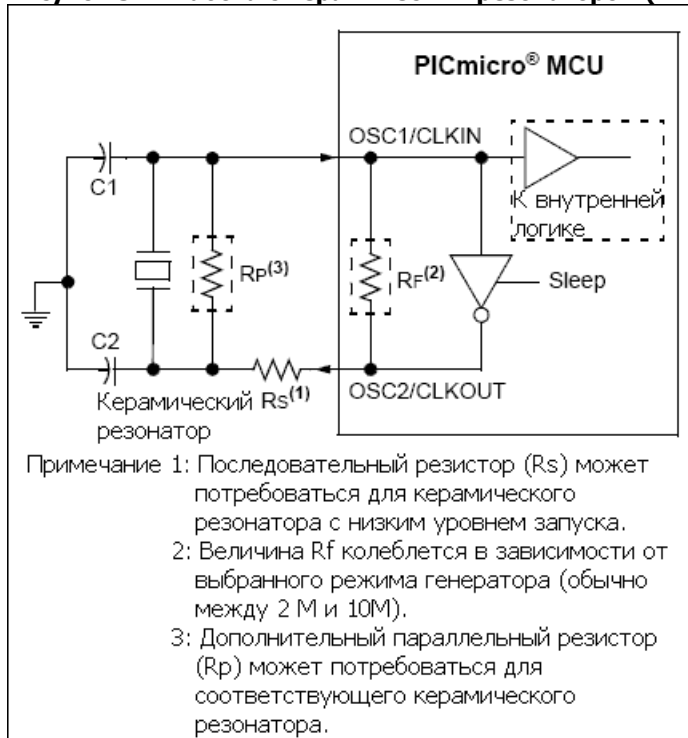 PICmicro® MCU
OSC1/CLKIN
C1
К внутренней
логике
RP(3)
RF(2)
Sleep
C2
Керамический
резонатор
RS(1)
OSC2/CLKOUT
Примечание 1: Последовательный резистор (Rs) может
потребоваться для керамического
резонатора с низким уровнем запуска.
2: Величина Rf колеблется в зависимости от
выбранного режима генератора (обычно
между 2 М и 10М).
3: Дополнительный параллельный резистор
(Rp) может потребоваться для
соответствующего керамического
резонатора.